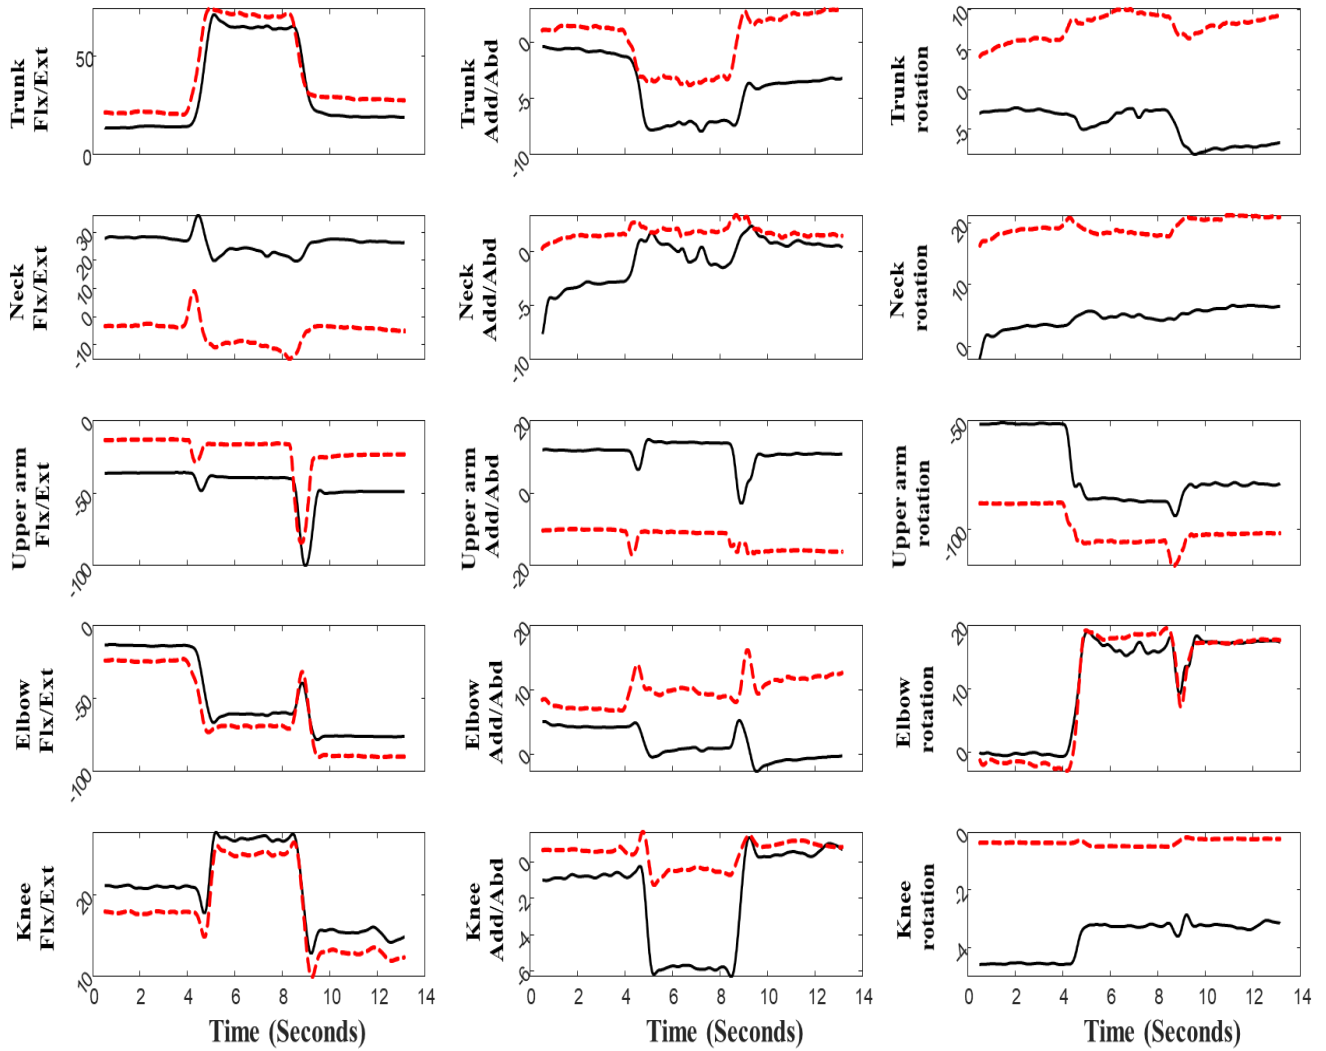 Trunk
Flx/Ext
50
0
Trunk
Add/Abd
0
-5
-10
Trunk
rotation
10
5
0
-5
Neck
Flx/Ext
30
20
10
0
-10
Neck
Add/Abd
0
-5
-10
Neck
rotation
20
10
0
Upper arm
Flx/Ext
0
-50
-100
Upper arm
Add/Abd
20
0
-20
Upper arm
rotation
-50
-100
Elbow
Flx/Ext
0
-50
-100
Elbow
Add/Abd
20
10
0
Elbow
rotation
20
10
0
Knee
Flx/Ext
20
10
Knee
Add/Abd
0
-2
4
-6
Knee
rotation
0
2
4
0 2 4 6 8 10 12 14
0 2 4 6 8 10 12 14
0 2 4 6 8 10 12 14
Time (Seconds)
Time (Seconds)
Time (Seconds)